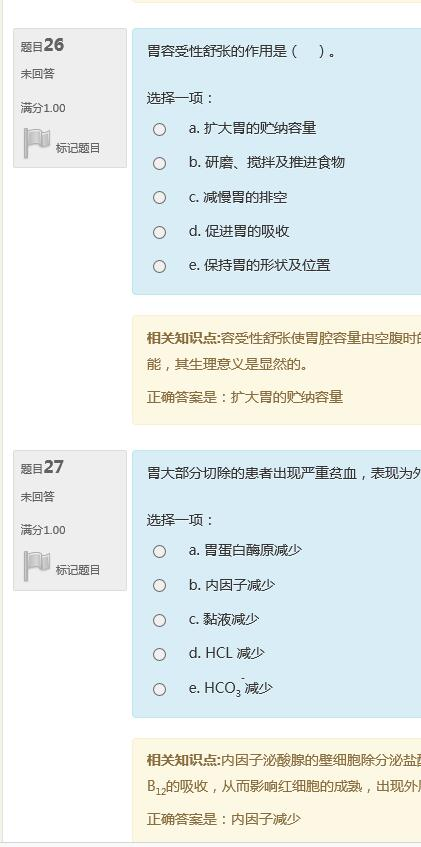 题目26
未回答
满分1.00
标记题目
胃容受性舒张的作用是（ ）。
选择一项：
a. 扩大胃的贮纳容量
b. 研磨、搅拌及推进食物
c. 减慢胃的排空
d. 促进胃的吸收
e. 保持胃的形状及位置
相关知识点:容受性舒张使胃腔容量由空腹时的
能，其生理意义是显然的。
正确答案是：扩大胃的贮纳容量
题目27
未回答
满分1.00
标记题目
胃大部分切除的患者出现严重贫血，表现为外
选择一项：
a. 胃蛋白酶原减少
b. 内因子减少
c. 黏液减少
d. HCL 减少
e. HCO₃⁻减少
相关知识点:内因子泌酸腺的壁细胞除分泌盐酸
B₁₂的吸收，从而影响红细胞的成熟，出现外周
正确答案是：内因子减少